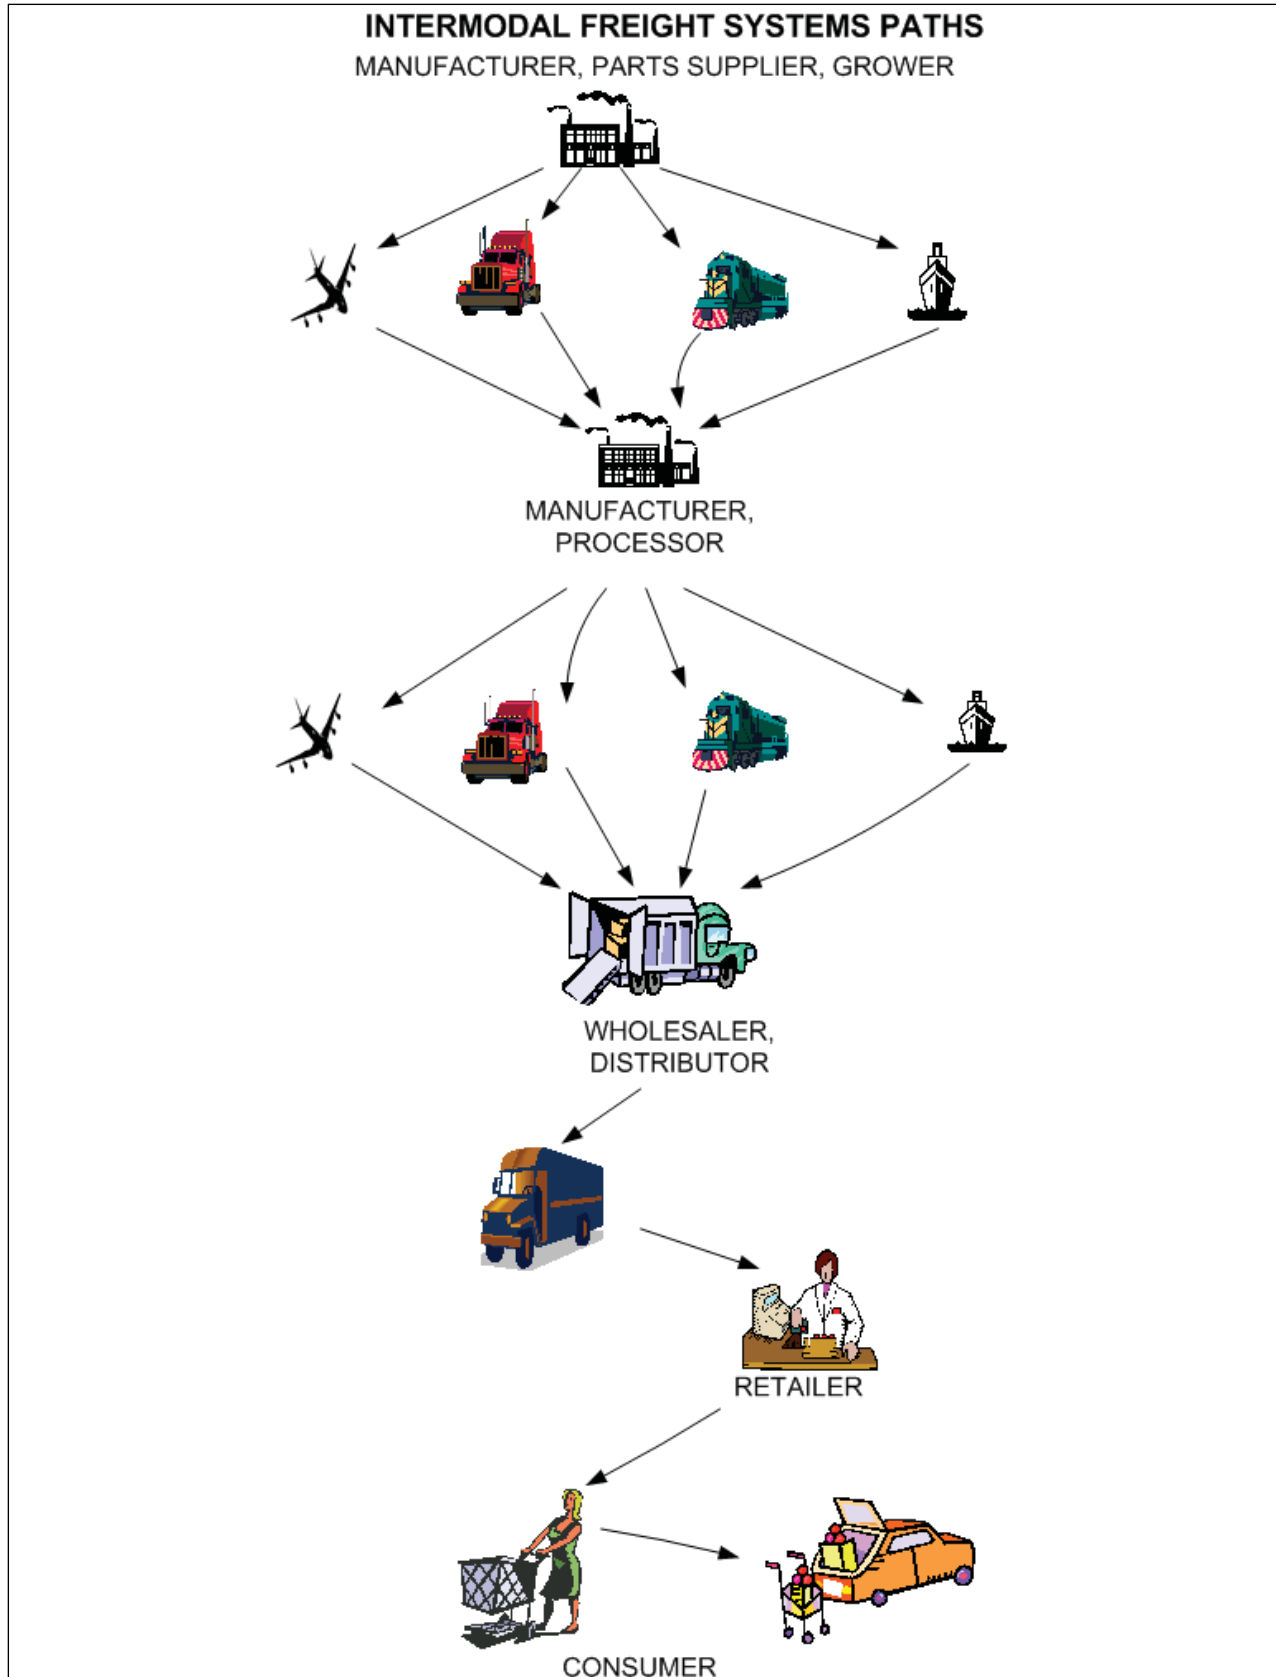 INTERMODAL FREIGHT SYSTEMS PATHS
MANUFACTURER, PARTS SUPPLIER, GROWER
MANUFACTURER,
PROCESSOR
WHOLESALER,
DISTRIBUTOR
RETAILER
CONSUMER